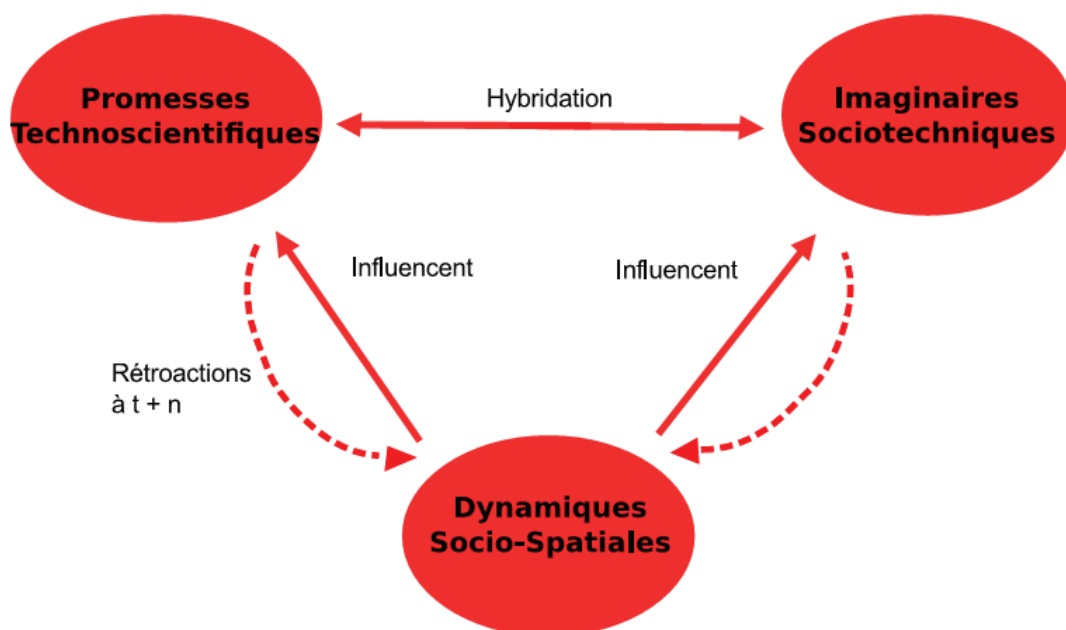 Promesses
Technoscientifiques
Hybridation
Imaginaires
Sociotechniques
Influencent
Influencent
Rétroactions
à t + n
Dynamiques
Socio-Spatiales